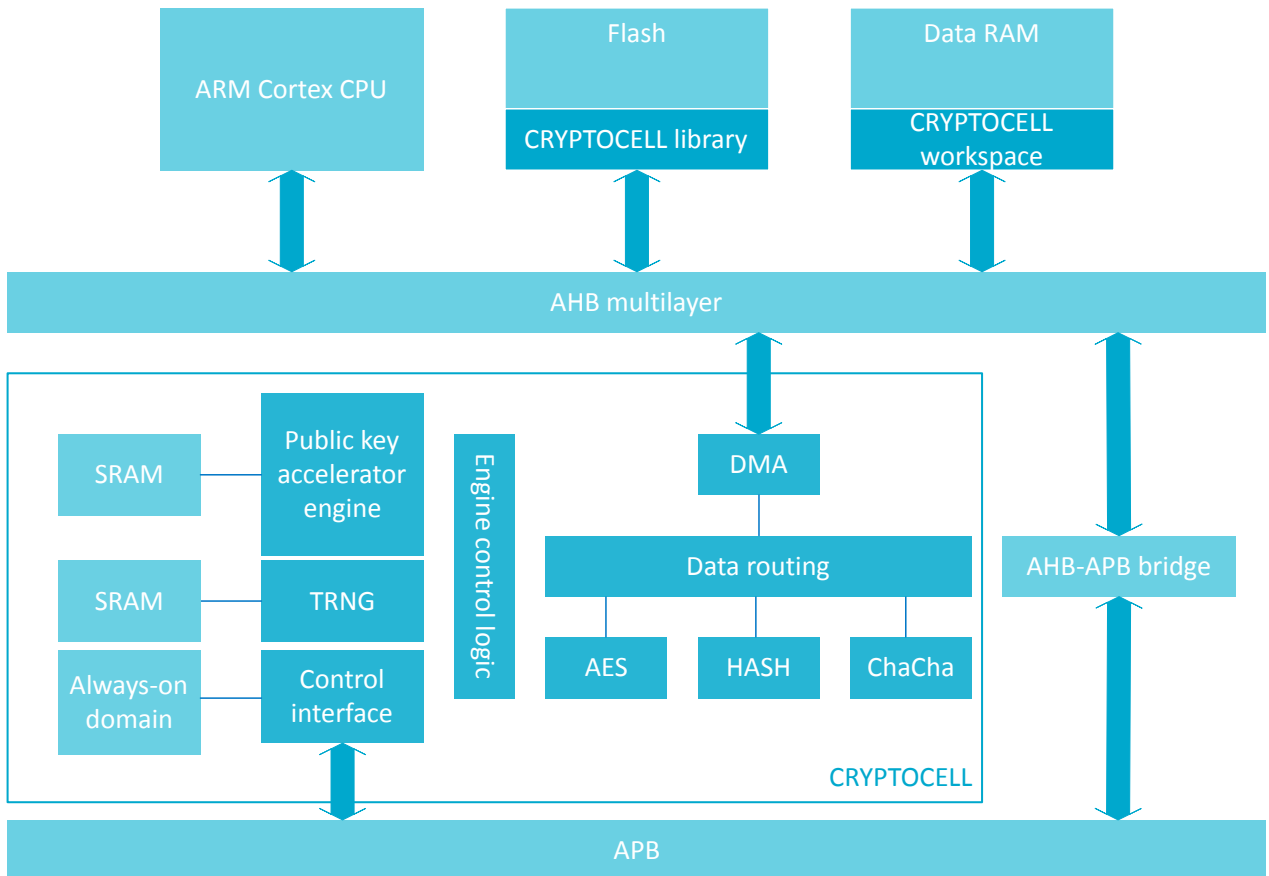 ARM Cortex CPU
Flash
CRYPTOCELL library
Data RAM
CRYPTOCELL
workspace
AHB multilayer
SRAM
Public key
accelerator
engine
SRAM
TRNG
Always-on
domain
Control
interface
Engine control logic
DMA
Data routing
AES
HASH
ChaCha
CRYPTOCELL
AHB-APB bridge
APB